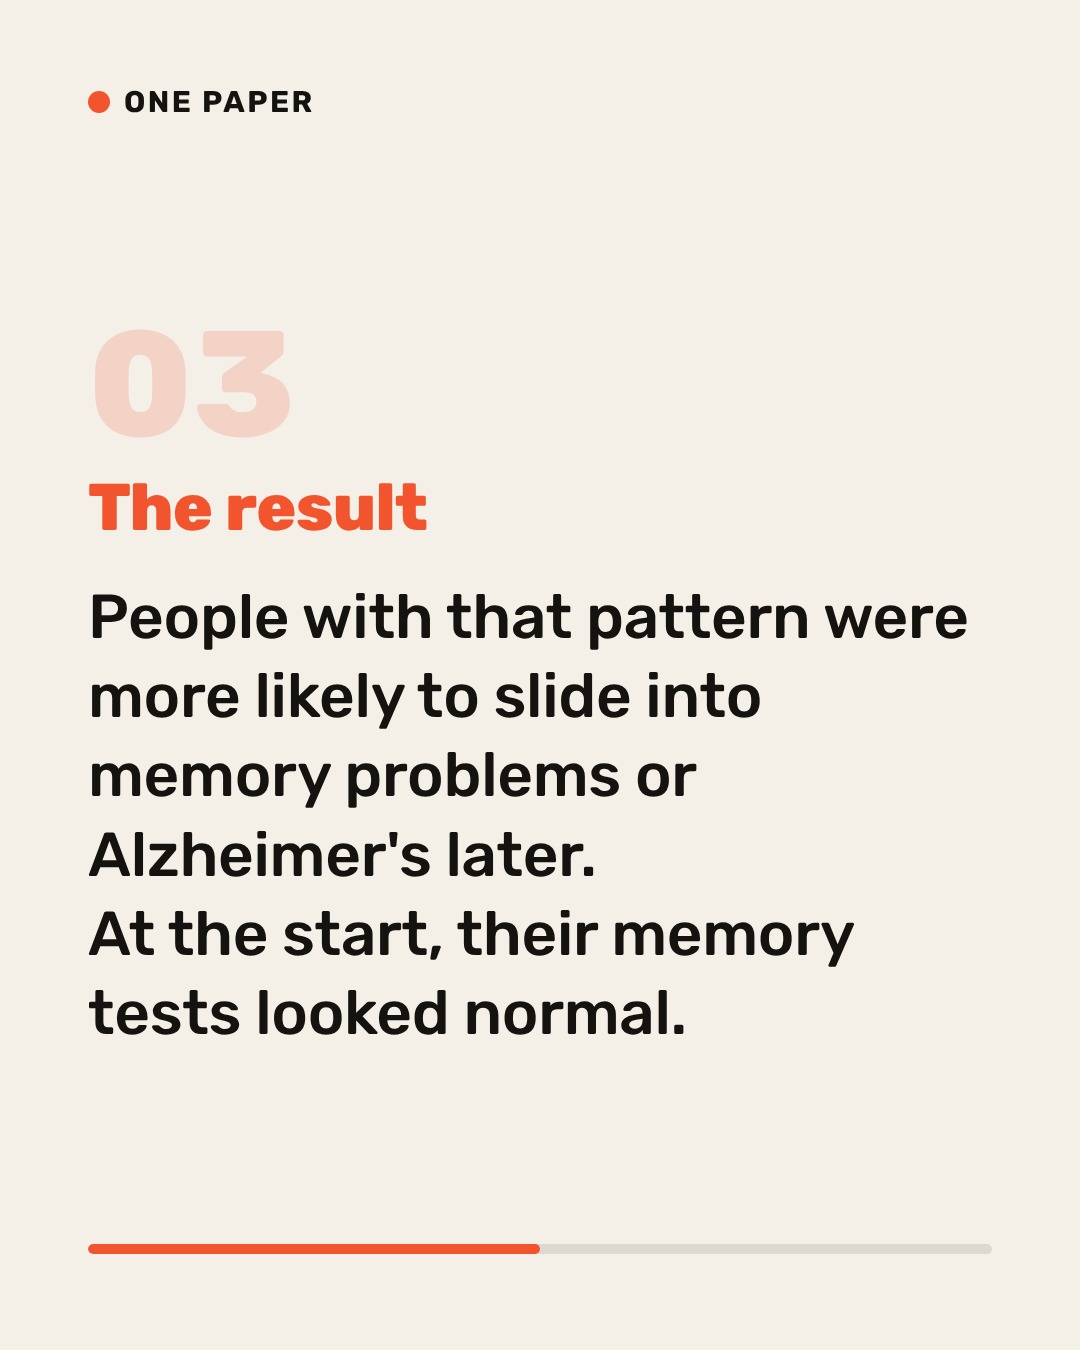 ONE PAPER
03
The result
People with that pattern were
more likely to slide into
memory problems or
Alzheimer's later.
At the start, their memory
tests looked normal.